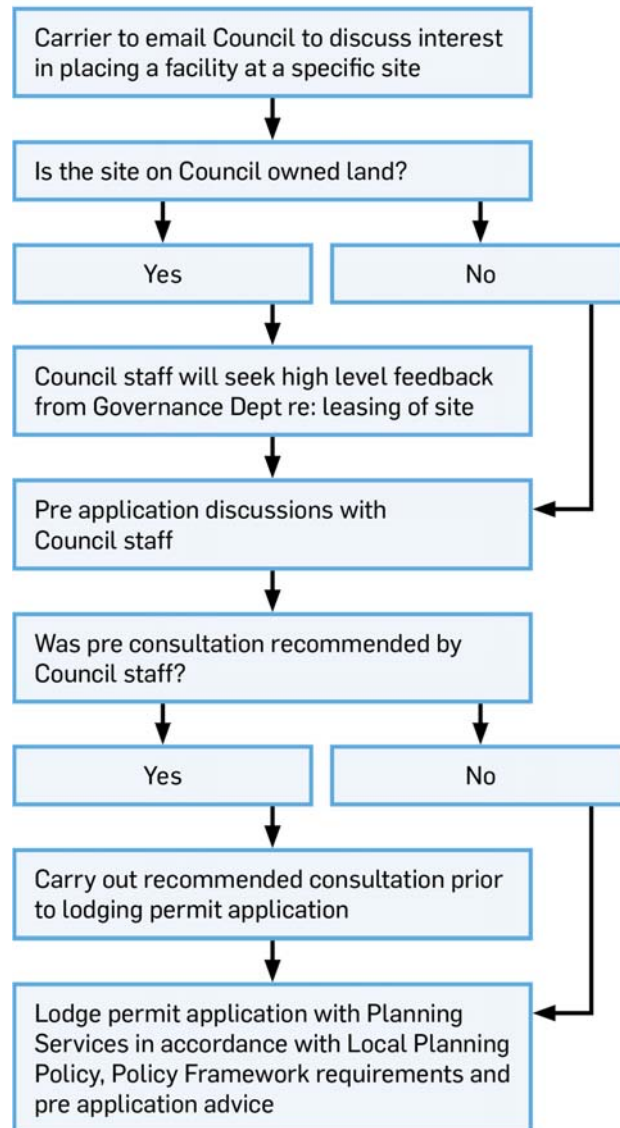 Carrier to email Council to discuss interest
in placing a facility at a specific site
Is the site on Council owned land?
Yes
No
Council staff will seek high level feedback
from Governance Dept re: leasing of site
Pre application discussions with
Council staff
Was pre consultation recommended by
Council staff?
Yes
No
Carry out recommended consultation prior
to lodging permit application
Lodge permit application with Planning
Services in accordance with Local Planning
Policy, Policy Framework requirements and
pre application advice